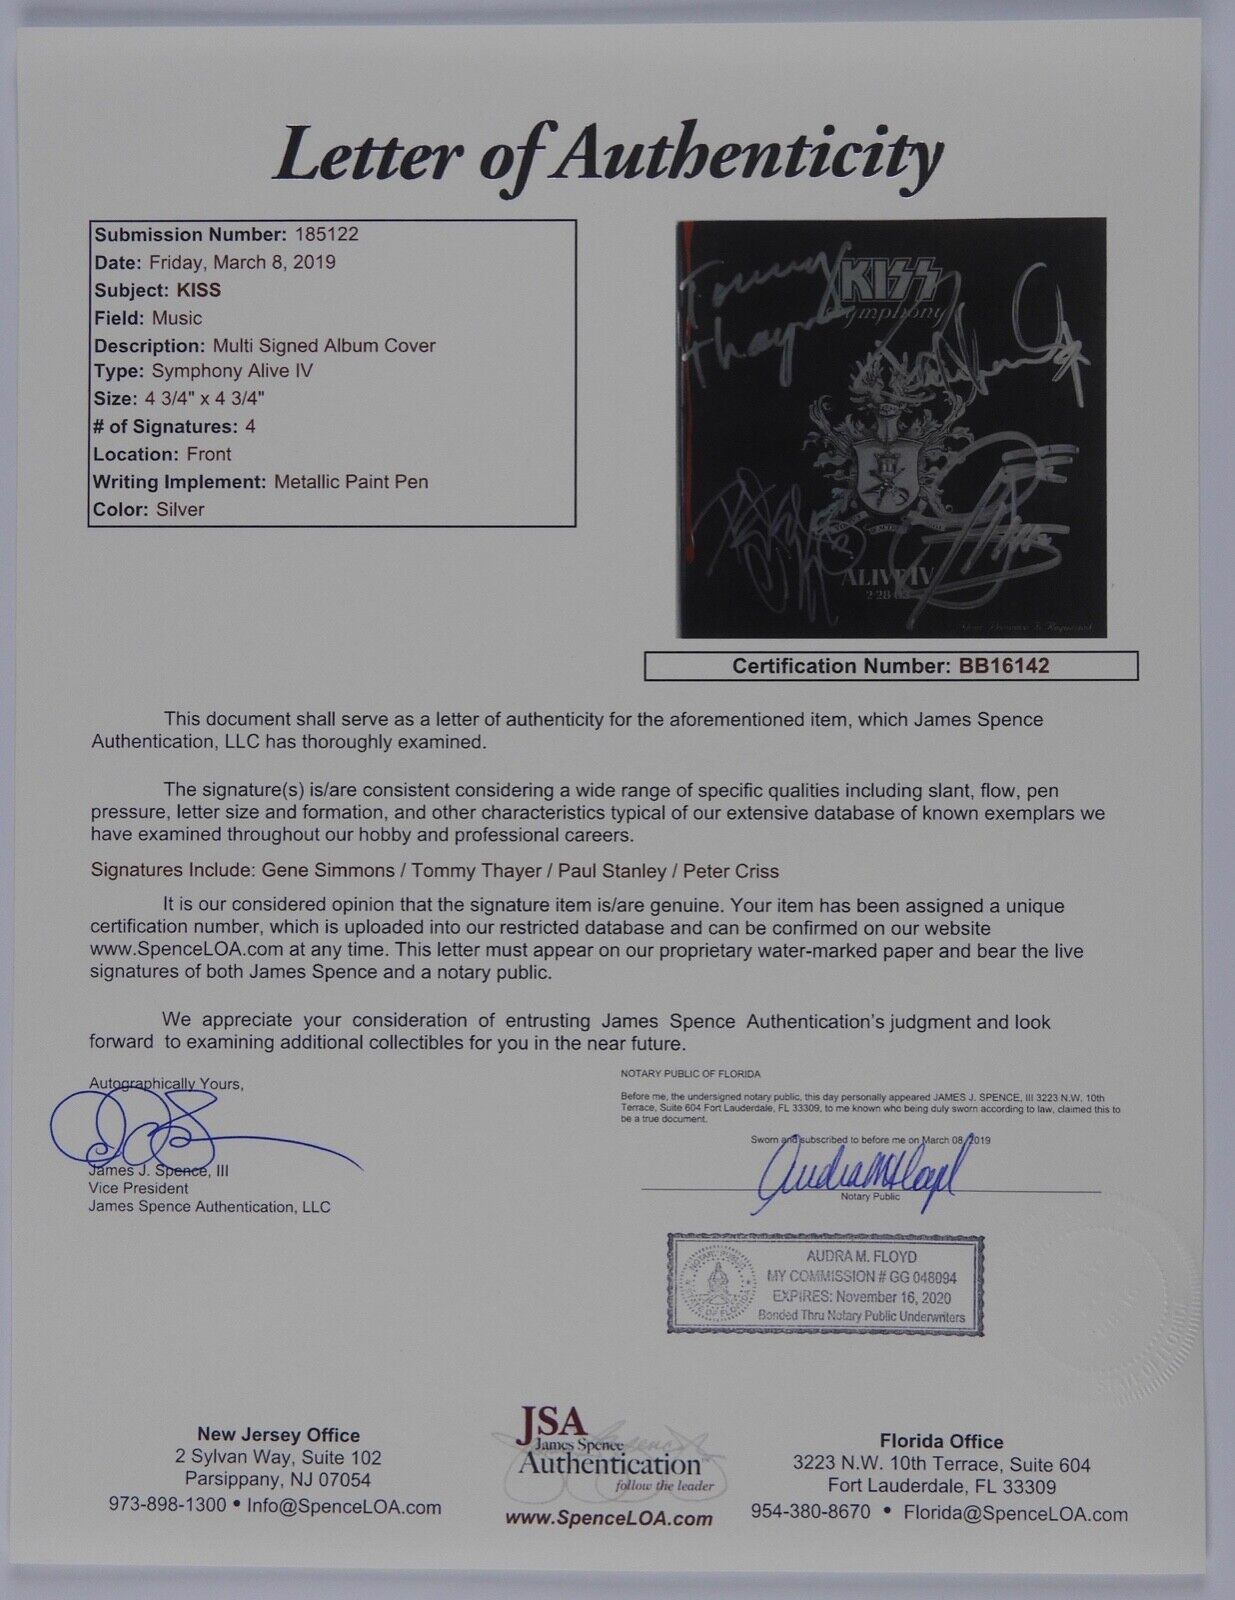 Letter of Authenticity
Submission Number: 185122
Date: Friday, March 8, 2019
Subject: KISS
Field: Music
Description: Multi Signed Album Cover
Type: Symphony Alive IV
Size: 4 3/4" x 4 3/4"
# of Signatures: 4
Location: Front
Writing Implement: Metallic Paint Pen
Color: Silver
Tommy
Thayer
KISS
Symphony
ALIVE IV
2·28·03
Certification Number: BB16142
This document shall serve as a letter of authenticity for the aforementioned item, which James Spence
Authentication, LLC has thoroughly examined.
The signature(s) is/are consistent considering a wide range of specific qualities including slant, flow, pen
pressure, letter size and formation, and other characteristics typical of our extensive database of known exemplars we
have examined throughout our hobby and professional careers.
Signatures Include: Gene Simmons / Tommy Thayer / Paul Stanley / Peter Criss
It is our considered opinion that the signature item is/are genuine. Your item has been assigned a unique
certification number, which is uploaded into our restricted database and can be confirmed on our website
www.SpenceLOA.com at any time. This letter must appear on our proprietary water-marked paper and bear the live
signatures of both James Spence and a notary public.
We appreciate your consideration of entrusting James Spence Authentication's judgment and look
forward to examining additional collectibles for you in the near future.
Autographically Yours,
James J. Spence, III
Vice President
James Spence Authentication, LLC
NOTARY PUBLIC OF FLORIDA
Before me, the undersigned notary public, this day personally appeared JAMES J. SPENCE, III 3223 N.W. 10th
Terrace, Suite 604 Fort Lauderdale, FL 33309, to me known who being duly sworn according to law, claimed this to
be a true document.
Sworn and subscribed to before me on March 08, 2019
Audra M Floyd
Notary Public
AUDRA M. FLOYD
MY COMMISSION # GG 048094
EXPIRES: November 16, 2020
Bonded Thru Notary Public Underwriters
New Jersey Office
2 Sylvan Way, Suite 102
Parsippany, NJ 07054
973-898-1300 • Info@SpenceLOA.com
JSA
James Spence
Authentication
follow the leader
www.SpenceLOA.com
Florida Office
3223 N.W. 10th Terrace, Suite 604
Fort Lauderdale, FL 33309
954-380-8670 • Florida@SpenceLOA.com